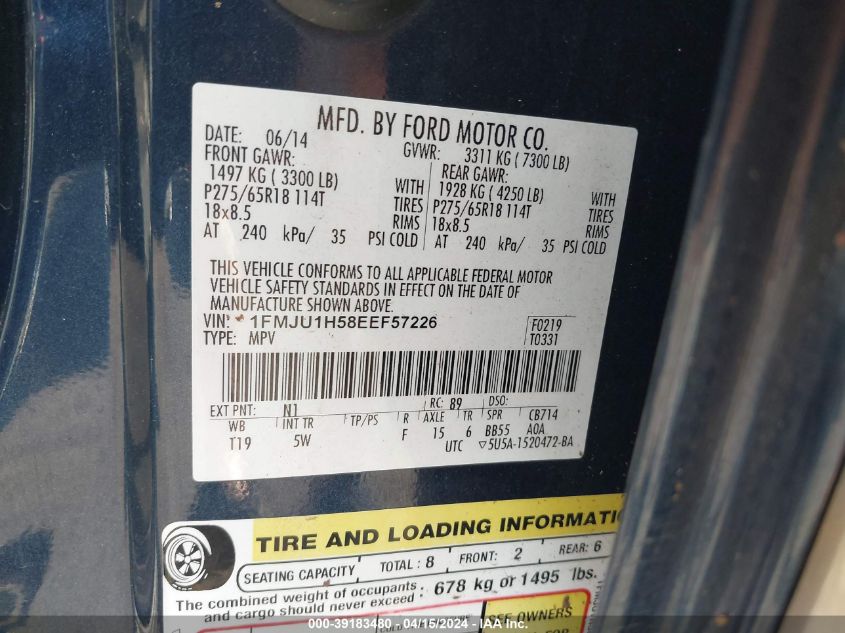 MFD. BY FORD MOTOR CO.
DATE: 06/14 GVWR: 3311 KG ( 7300 LB)
FRONT GAWR: REAR GAWR:
1497 KG ( 3300 LB) WITH 1928 KG ( 4250 LB) WITH
P275/65R18 114T TIRES P275/65R18 114T TIRES
18x8.5 RIMS 18x8.5 RIMS
AT 240 kPa/ 35 PSI COLD AT 240 kPa/ 35 PSI COLD
THIS VEHICLE CONFORMS TO ALL APPLICABLE FEDERAL MOTOR
VEHICLE SAFETY STANDARDS IN EFFECT ON THE DATE OF
MANUFACTURE SHOWN ABOVE.
VIN: 1FMJU1H58EEF57226 F0219
TYPE: MPV T0331
EXT PNT: N1 RC: 89 DSO:
WB INT TR TP/PS R AXLE TR SPR CB714
T19 5W F 15 6 BB55 A0A
UTC ▽5U5A-1520472-BA
TIRE AND LOADING INFORMATI
SEATING CAPACITY TOTAL : 8 FRONT: 2 REAR: 6
The combined weight of occupants
and cargo should never exceed : 678 kg or 1495 lbs.
SEE OWNERS
000 - 39183480 - 04/15/2024 - IAA Inc.